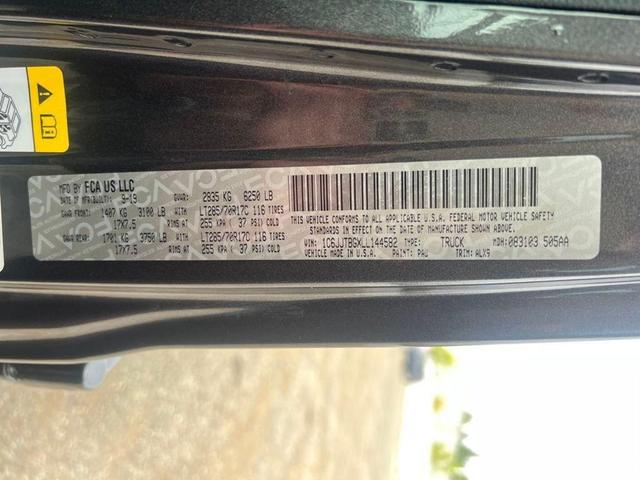 MFD BY FCA US LLC
DATE OF MFR(BUILT): 9-19 GVWR: 2835 KG 6250 LB
GAWR FRONT: 1407 KG 3100 LB WITH LT285/70R17C 116 TIRES
17X7.5 RIMS AT 255 KPA ( 37 PSI) COLD
GAWR REAR: 1701 KG 3750 LB WITH LT285/70R17C 116 TIRES
17X7.5 RIMS AT 255 KPA ( 37 PSI) COLD
THIS VEHICLE CONFORMS TO ALL APPLICABLE U.S.A. FEDERAL MOTOR VEHICLE SAFETY
STANDARDS IN EFFECT ON THE DATE OF MANUFACTURE SHOWN ABOVE.
VIN: 1C6JJTBGXLL144582 TYPE: TRUCK MDH:083103 505AA
VEHICLE MADE IN U.S.A. PAINT: PAU TRIM: ALX9